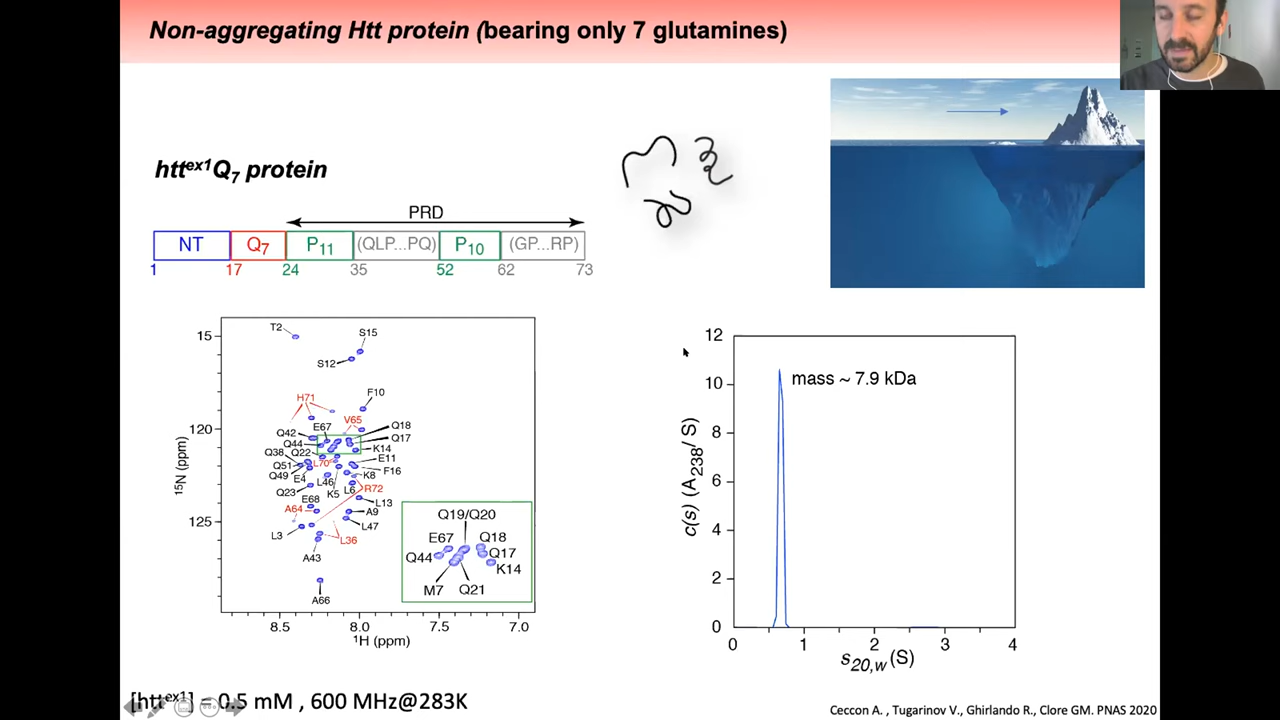 Non-aggregating Htt protein (bearing only 7 glutamines)
htt^ex1 Q₇ protein
PRD
NT Q₇ P₁₁ (QLP...PQ) P₁₀ (GP...RP)
1 17 24 35 52 62 73
T2
S15
S12
F10
H71
V65
E67
Q18
Q42
Q17
Q44
K14
Q38
Q22
E11
Q51
L70
F16
Q49
E4
L46
K8
Q23
K5
L6
R72
E68
L13
A64
A9
L3
L47
L36
A43
A66
Q19/Q20
E67
Q18
Q44
Q17
K14
M7
Q21
15
120
125
¹⁵N (ppm)
8.5 8.0 7.5 7.0
¹H (ppm)
mass ~ 7.9 kDa
12
10
8
6
4
2
0
c(s) (A₂₃₈/ S)
0 1 2 3 4
s₂₀,w (S)
[htt^ex1] = 0.5 mM , 600 MHz@283K
Ceccon A. , Tugarinov V., Ghirlando R., Clore GM. PNAS 2020